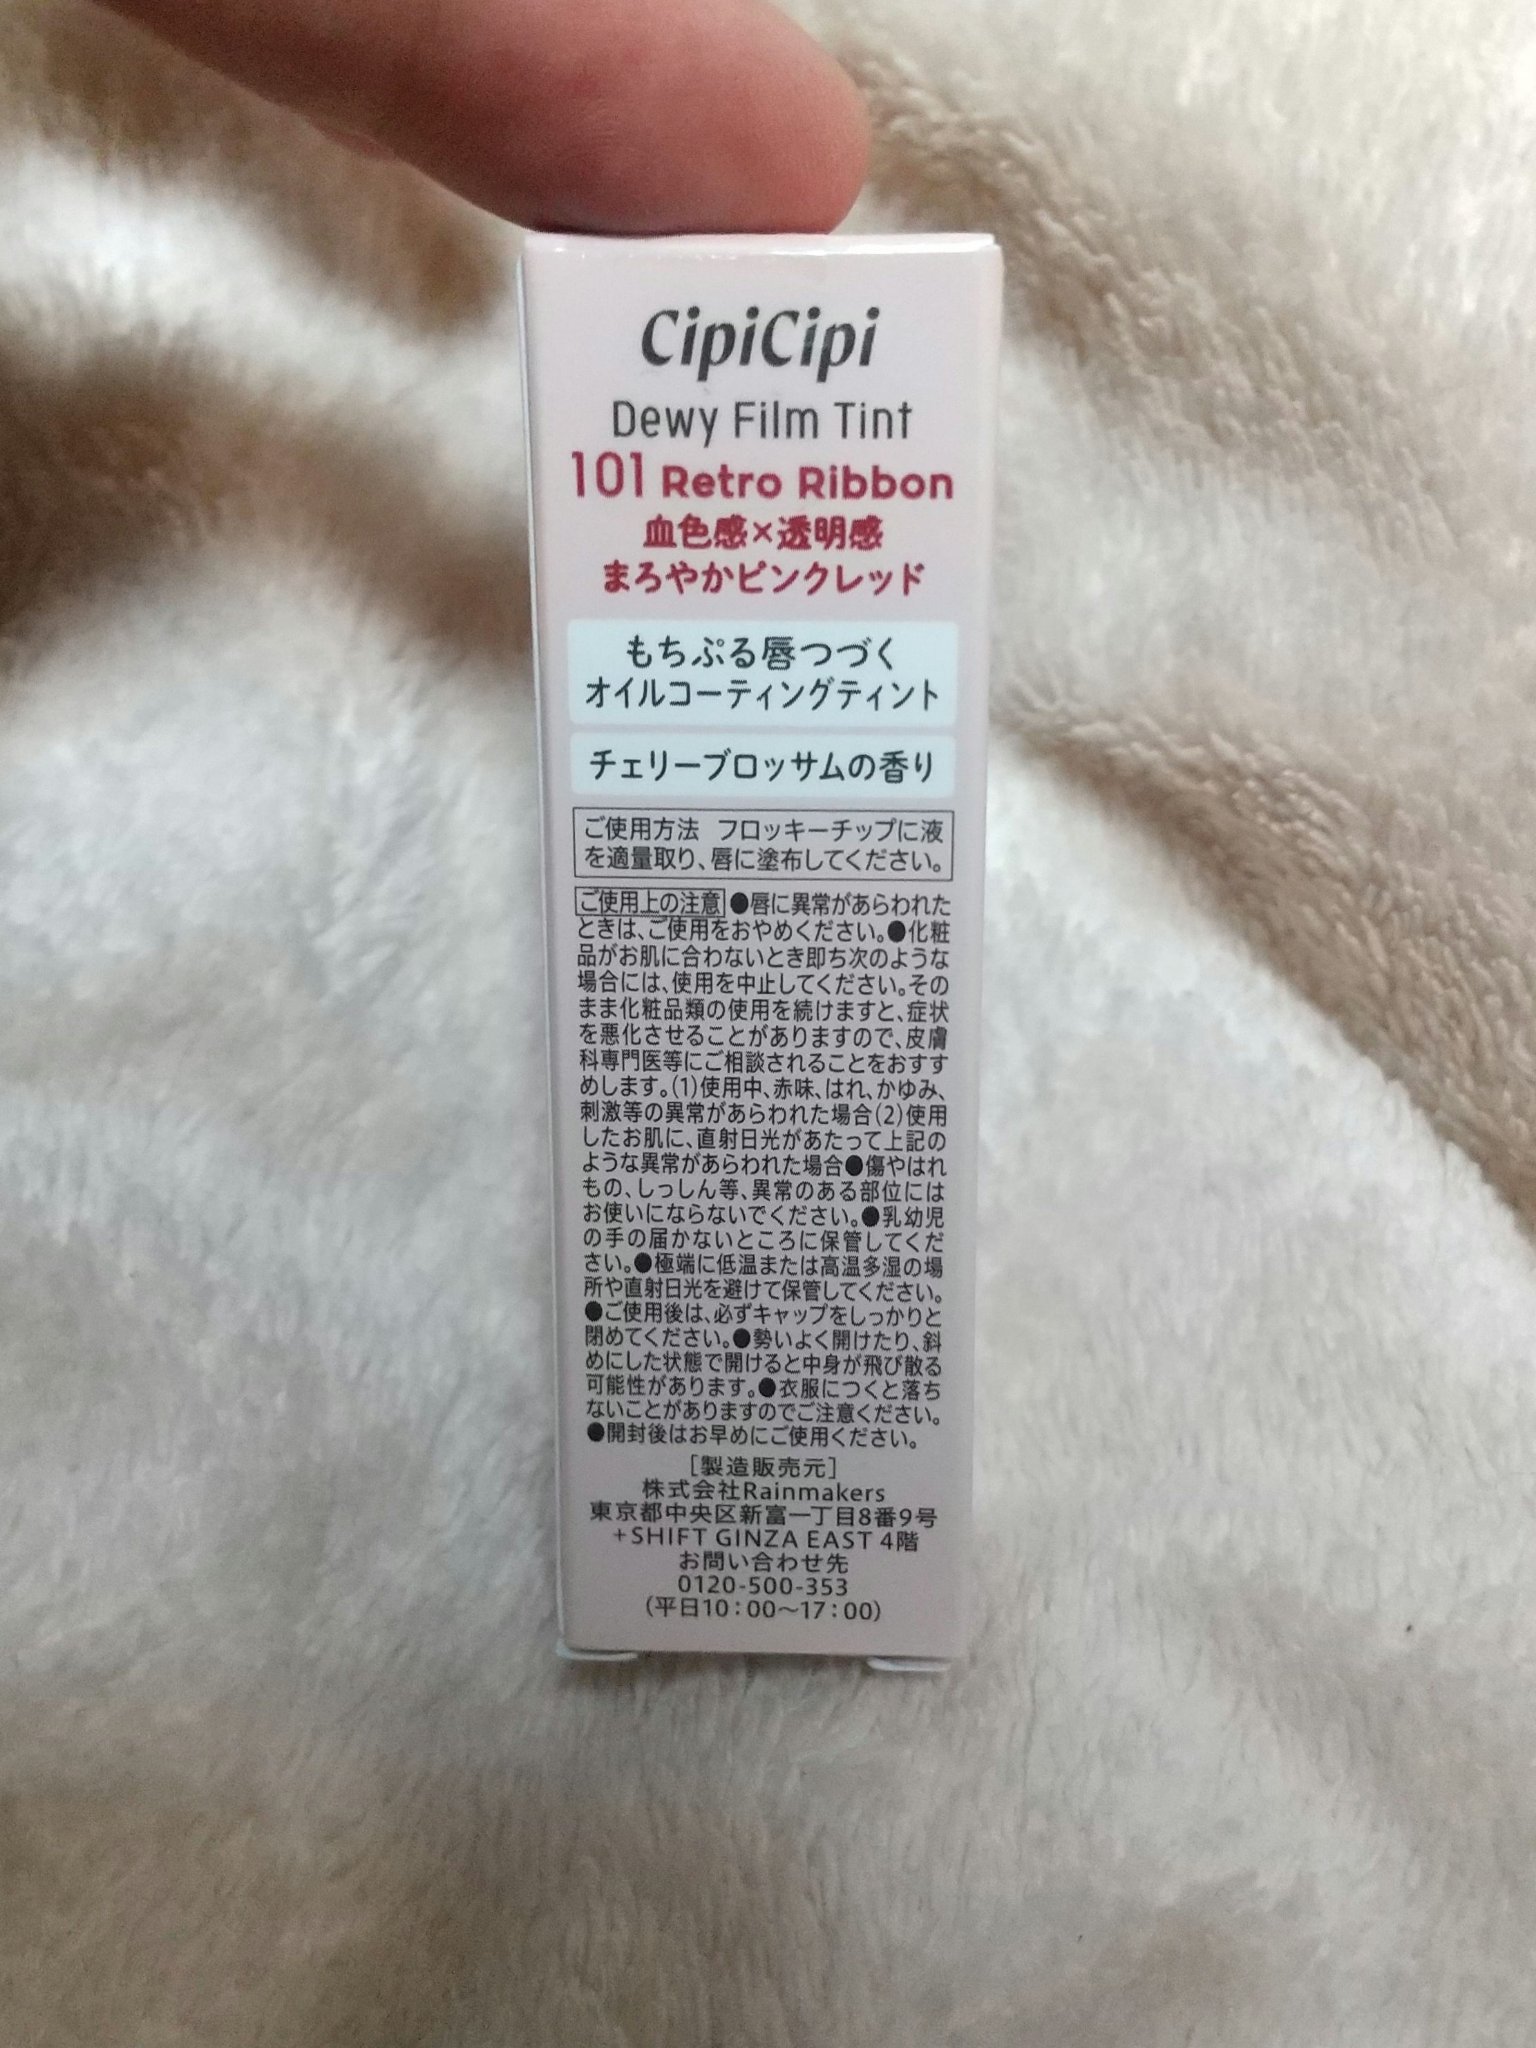 CipiCipi
Dewy Film Tint
101 Retro Ribbon
血色感×透明感
まろやかピンクレッド
もちぷる唇つづく
オイルコーティングティント
チェリーブロッサムの香り
ご使用方法 フロッキーチップに液
を適量取り、唇に塗布してください。
ご使用上の注意 ●唇に異常があらわれた
ときは、ご使用をおやめください。●化粧
品がお肌に合わないとき即ち次のような
場合には、使用を中止してください。その
まま化粧品類の使用を続けますと、症状
を悪化させることがありますので、皮膚
科専門医等にご相談されることをおすす
めします。(1)使用中、赤味、はれ、かゆみ、
刺激等の異常があらわれた場合(2)使用
したお肌に、直射日光があたって上記の
ような異常があらわれた場合●傷やはれ
もの、しっしん等、異常のある部位には
お使いにならないでください。●乳幼児
の手の届かないところに保管してくだ
さい。●極端に低温または高温多湿の場
所や直射日光を避けて保管してください。
●ご使用後は、必ずキャップをしっかりと
閉めてください。●勢いよく開けたり、斜
めにした状態で開けると中身が飛び散る
可能性があります。●衣服につくと落ち
ないことがありますのでご注意ください。
●開封後はお早めにご使用ください。
[製造販売元]
株式会社Rainmakers
東京都中央区新富一丁目8番9号
+SHIFT GINZA EAST 4階
お問い合わせ先
0120-500-353
(平日10:00~17:00)